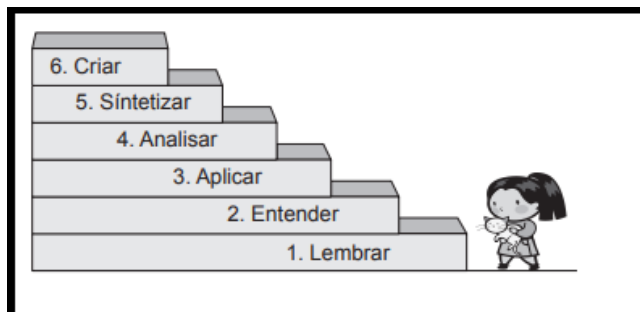 6. Criar
5. Síntetizar
4. Analisar
3. Aplicar
2. Entender
1. Lembrar